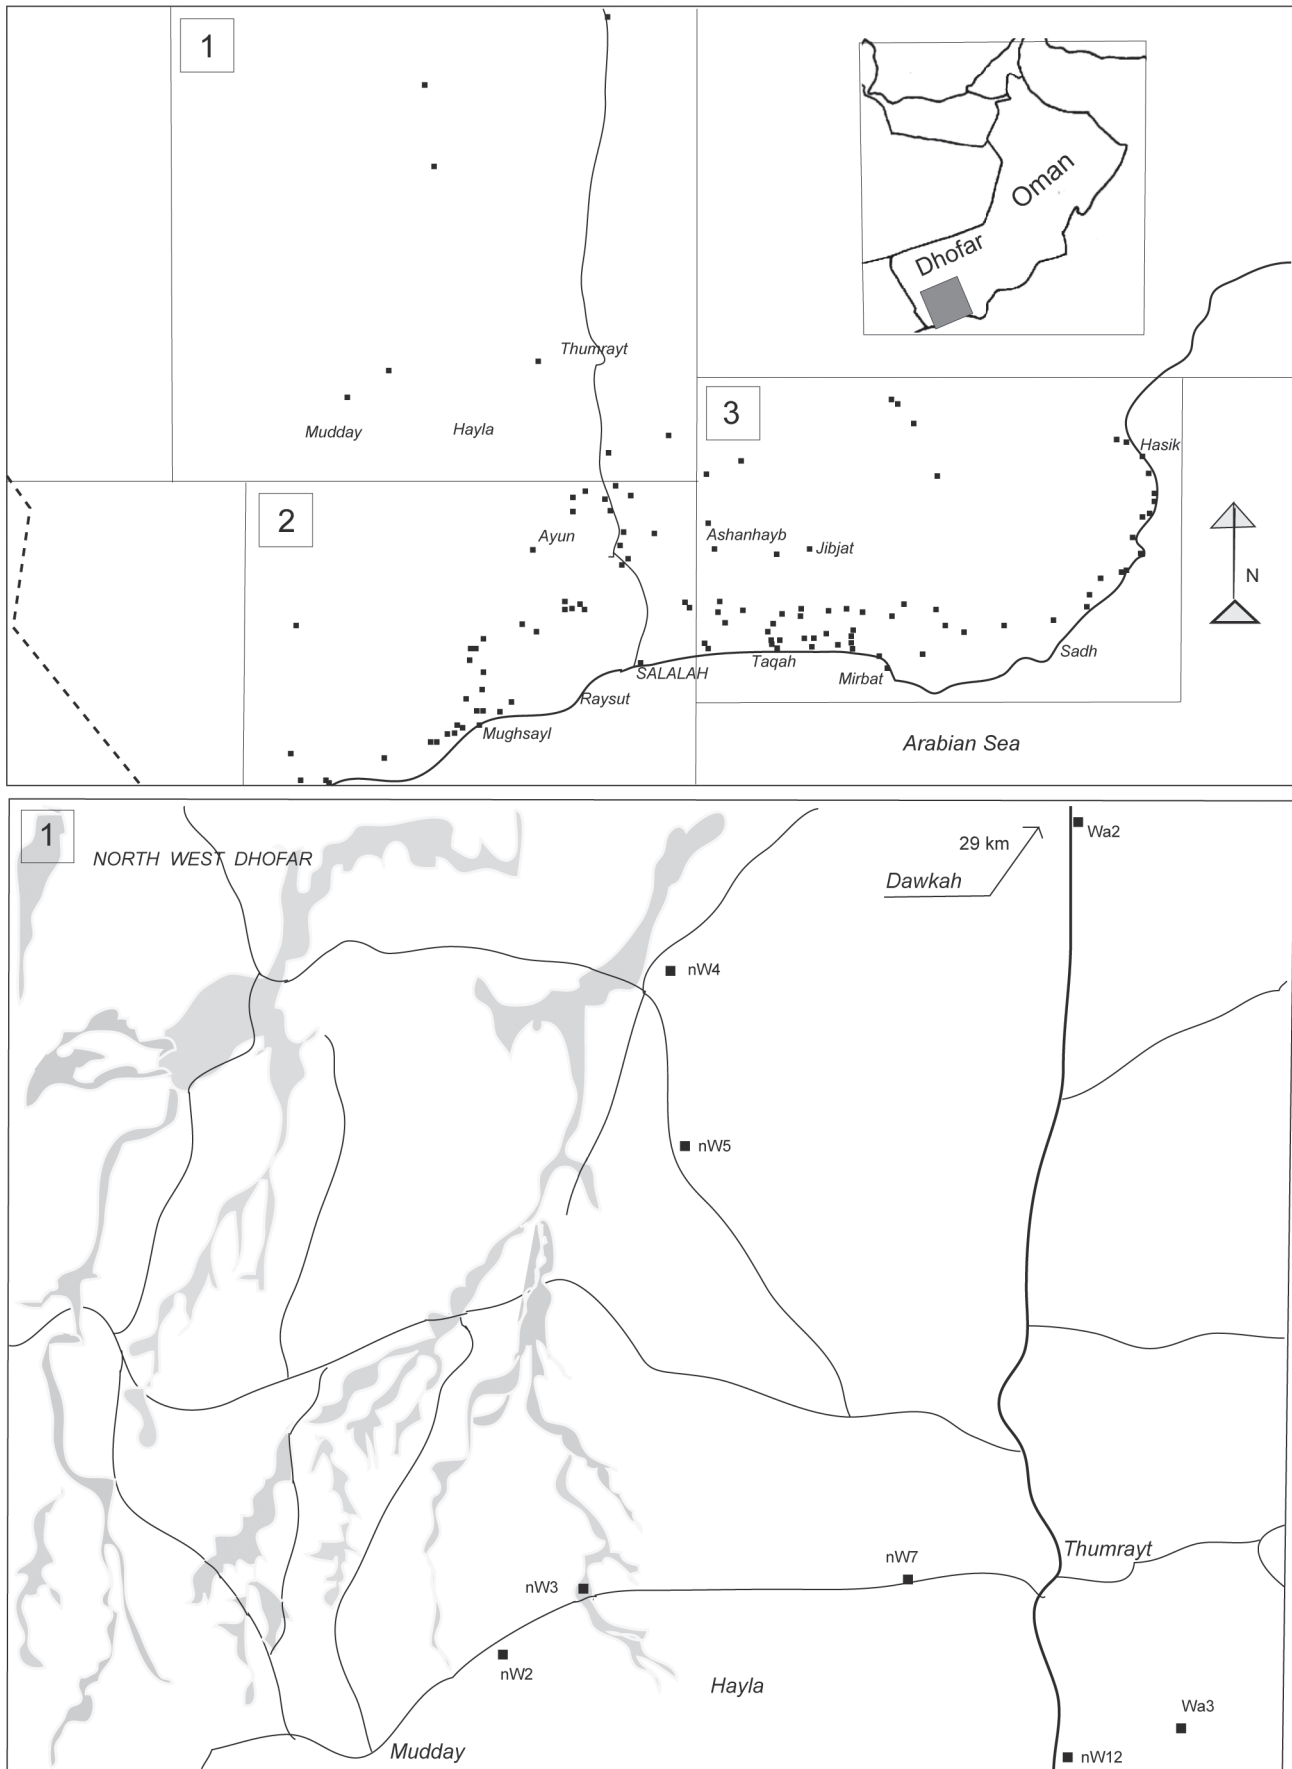 1
Oman
Dhofar
Thumrayt
Mudday
Hayla
3
Hasik
2
Ayun
Ashanhayb
Jibjat
N
SALALAH
Taqah
Mirbat
Sadh
Raysut
Mughsayl
Arabian Sea
1
NORTH WEST DHOFAR
29 km
Wa2
Dawkah
nW4
nW5
Thumrayt
nW7
nW3
nW2
Hayla
Wa3
Mudday
nW12